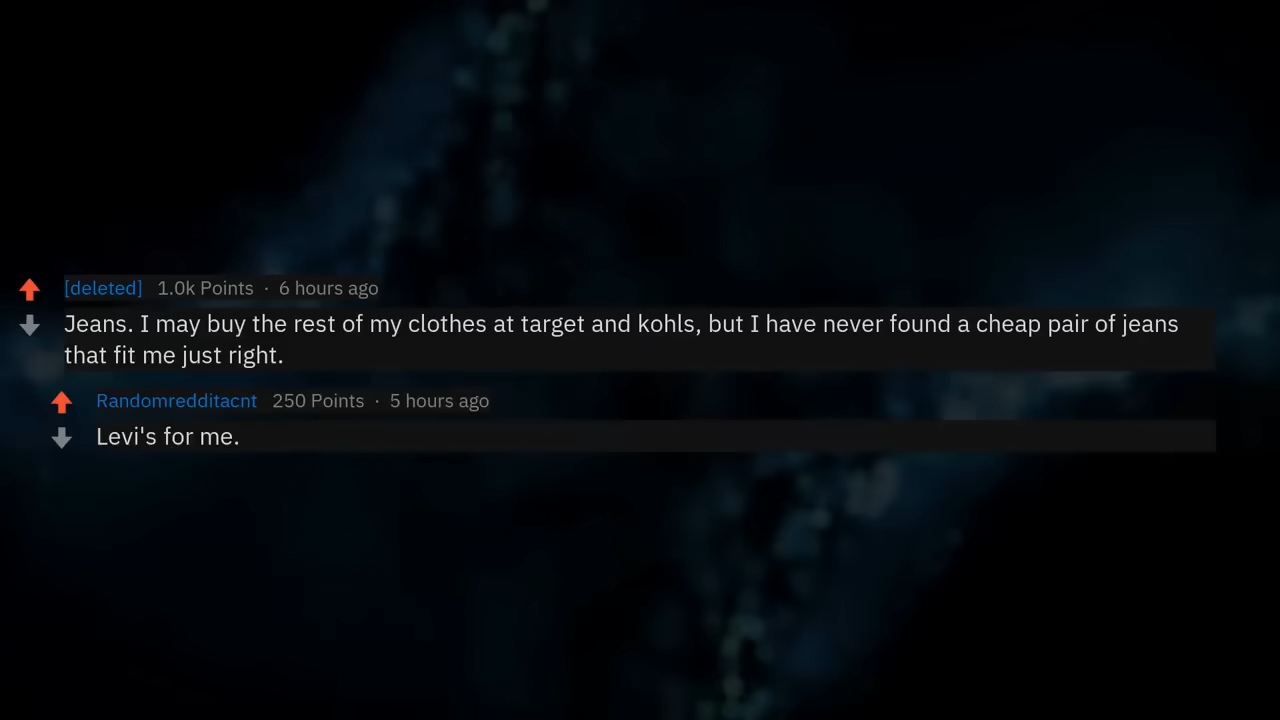 [deleted] 1.0k Points · 6 hours ago
Jeans. I may buy the rest of my clothes at target and kohls, but I have never found a cheap pair of jeans
that fit me just right.
Randomredditacnt 250 Points · 5 hours ago
Levi's for me.